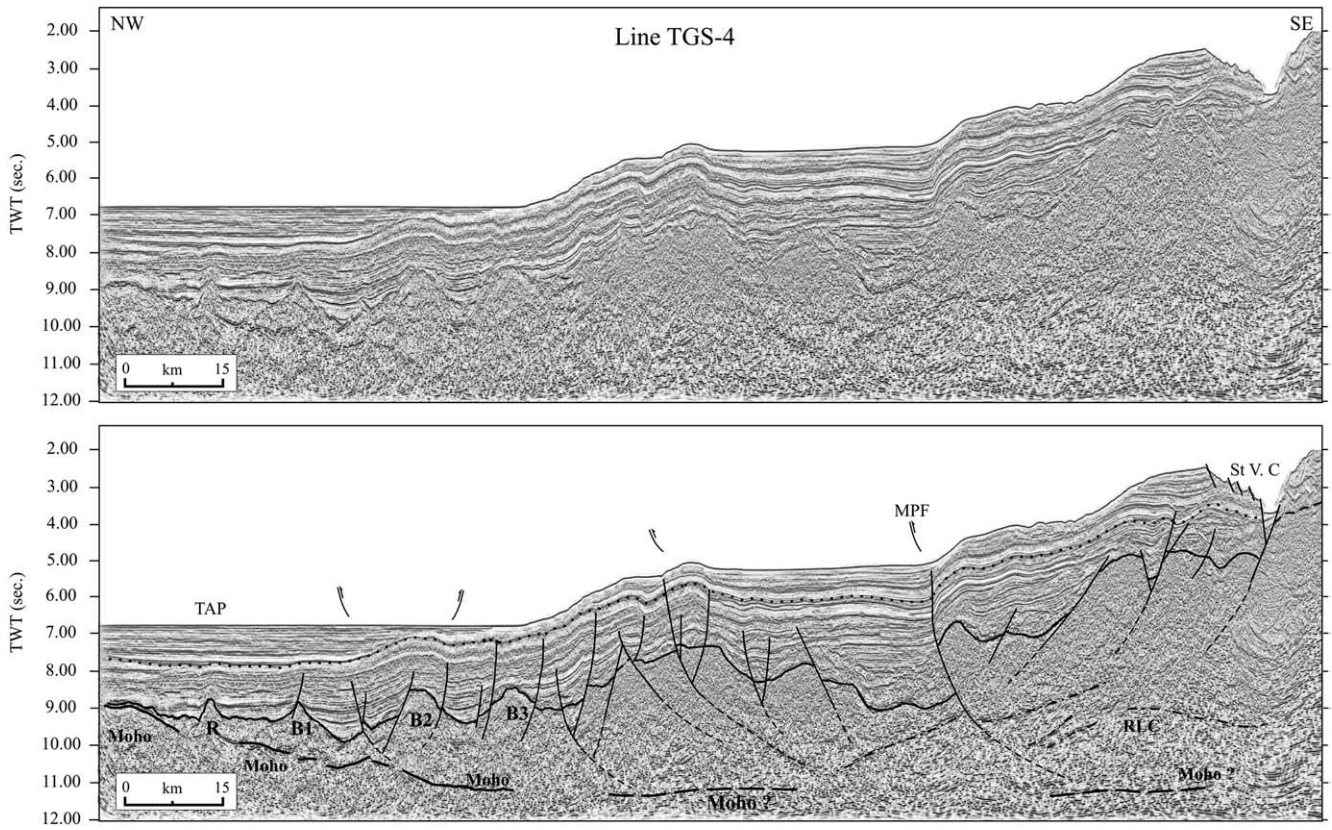 NW
Line TGS-4
SE
2.00
3.00
4.00
5.00
6.00
7.00
8.00
9.00
10.00
11.00
12.00
TWT (sec.)
0 km 15
2.00
3.00
4.00
5.00
6.00
7.00
8.00
9.00
10.00
11.00
12.00
TWT (sec.)
St V. C
MPF
TAP
R
B1
B2
B3
Moho
Moho
Moho
Moho ?
RLC
Moho ?
0 km 15